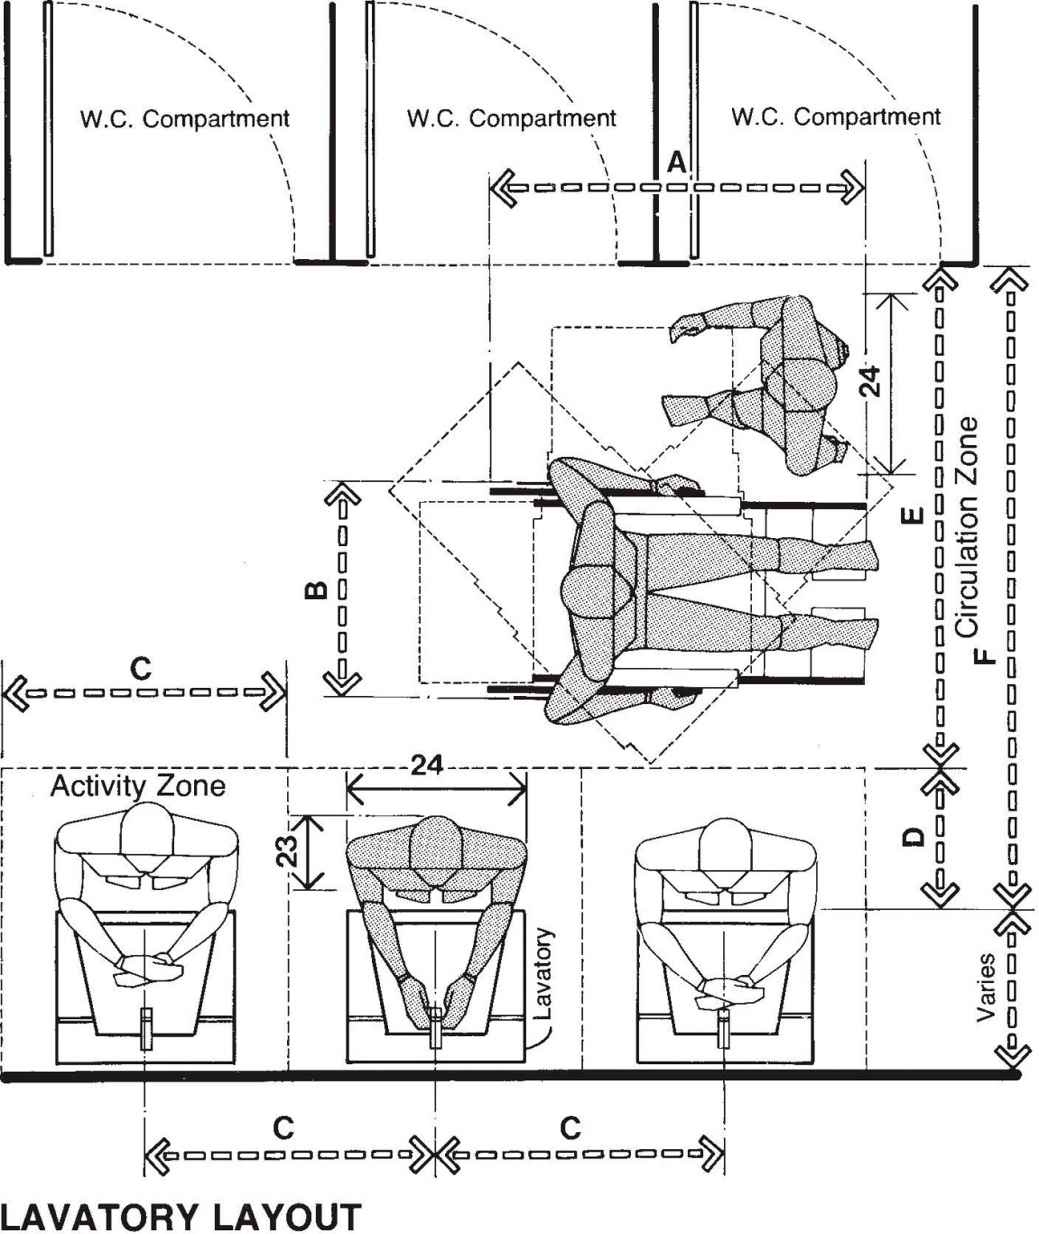 W.C. Compartment
W.C. Compartment
W.C. Compartment
A
24
E
Circulation Zone
F
B
C
Activity Zone
24
23
D
Lavatory
Varies
C
C
LAVATORY LAYOUT